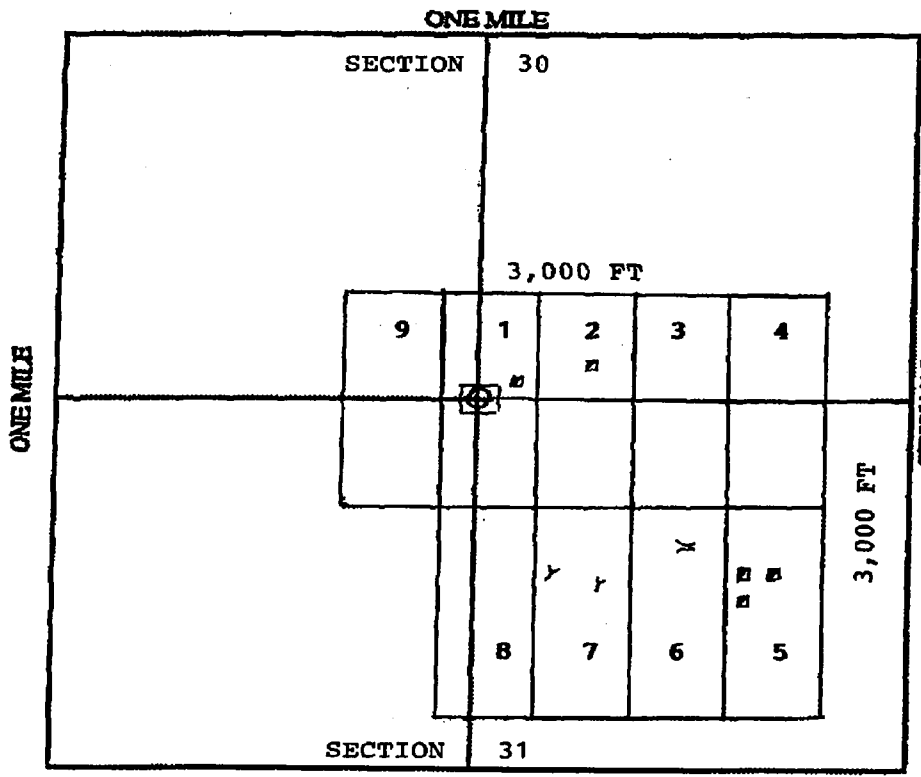 ONE MILE
SECTION 30
3,000 FT
9 1 2 3 4
ONE MILE
3,000 FT
8 7 6 5
SECTION 31